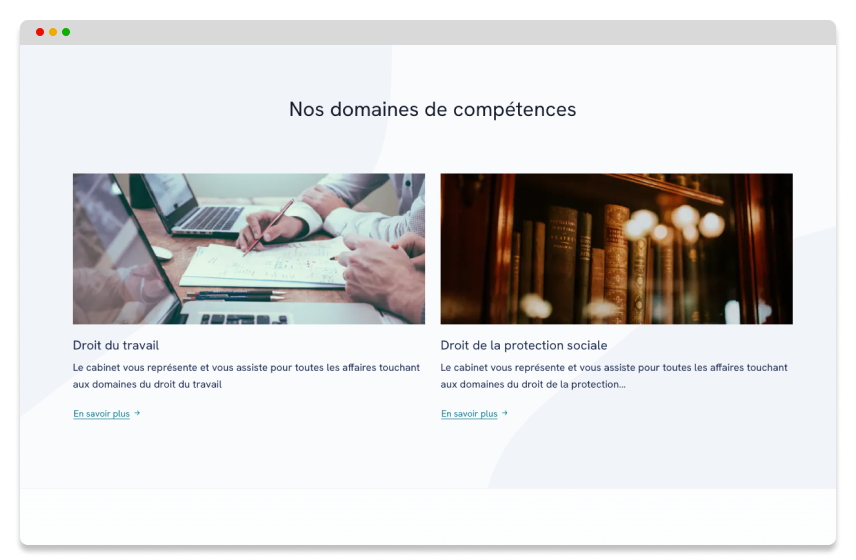 Nos domaines de compétences
Droit du travail
Le cabinet vous représente et vous assiste pour toutes les affaires touchant
aux domaines du droit du travail
En savoir plus →
Droit de la protection sociale
Le cabinet vous représente et vous assiste pour toutes les affaires touchant
aux domaines du droit de la protection...
En savoir plus →